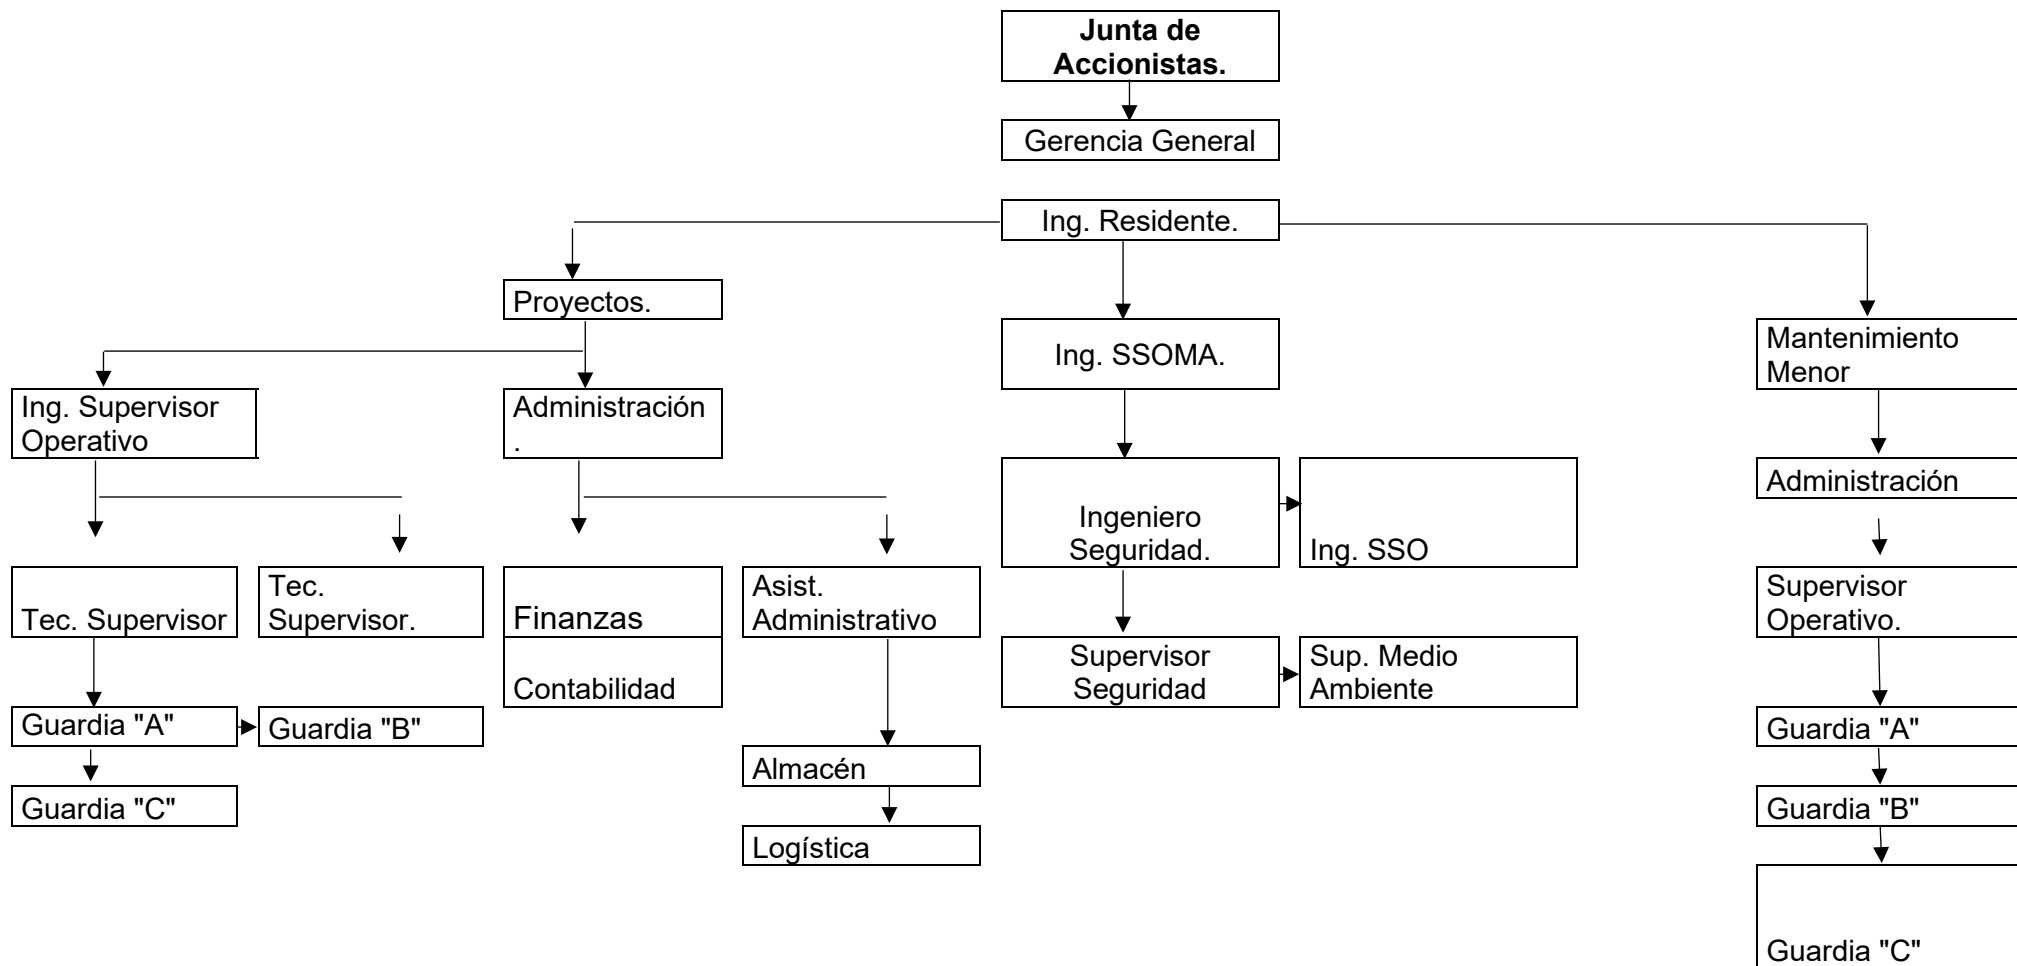 Junta de
Accionistas.
Gerencia General
Ing. Residente.
Proyectos.
Ing. SSOMA.
Mantenimiento
Menor
Ing. Supervisor
Operativo
Administración
.
Ingeniero
Seguridad.
Ing. SSO
Administración
Tec. Supervisor
Tec.
Supervisor.
Finanzas
Asist.
Administrativo
Supervisor
Operativo.
Contabilidad
Supervisor
Seguridad
Sup. Medio
Ambiente
Guardia "A"
Guardia "B"
Guardia "A"
Almacén
Guardia "C"
Guardia "B"
Logística
Guardia "C"